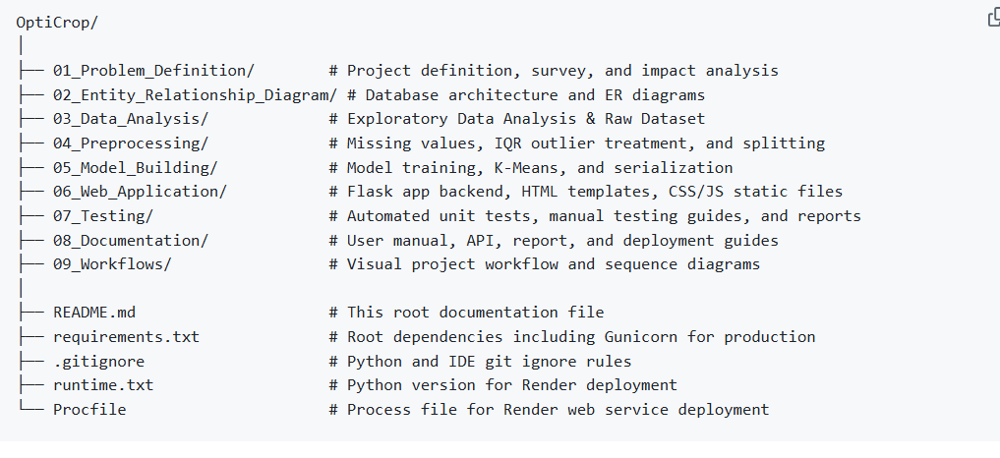 OptiCrop/
│
├── 01_Problem_Definition/        # Project definition, survey, and impact analysis
├── 02_Entity_Relationship_Diagram/ # Database architecture and ER diagrams
├── 03_Data_Analysis/             # Exploratory Data Analysis & Raw Dataset
├── 04_Preprocessing/             # Missing values, IQR outlier treatment, and splitting
├── 05_Model_Building/            # Model training, K-Means, and serialization
├── 06_Web_Application/           # Flask app backend, HTML templates, CSS/JS static files
├── 07_Testing/                   # Automated unit tests, manual testing guides, and reports
├── 08_Documentation/             # User manual, API, report, and deployment guides
├── 09_Workflows/                 # Visual project workflow and sequence diagrams
│
├── README.md                     # This root documentation file
├── requirements.txt              # Root dependencies including Gunicorn for production
├── .gitignore                    # Python and IDE git ignore rules
├── runtime.txt                   # Python version for Render deployment
└── Procfile                      # Process file for Render web service deployment